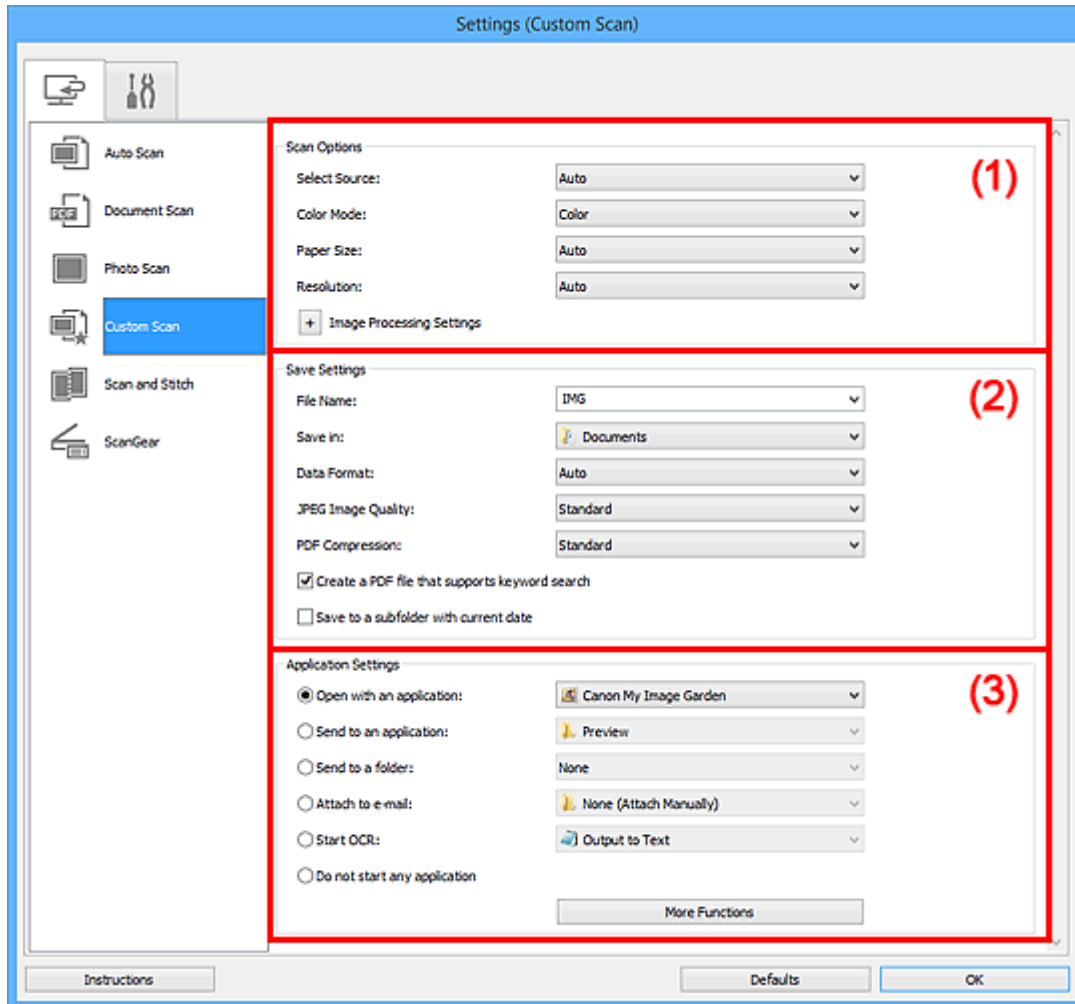 Settings (Custom Scan)
Auto Scan
Document Scan
Photo Scan
Custom Scan
Scan and Stitch
ScanGear
Scan Options
(1)
Select Source: Auto
Color Mode: Color
Paper Size: Auto
Resolution: Auto
+ Image Processing Settings
Save Settings
(2)
File Name: IMG
Save in: Documents
Data Format: Auto
JPEG Image Quality: Standard
PDF Compression: Standard
Create a PDF file that supports keyword search
Save to a subfolder with current date
Application Settings
(3)
Open with an application: Canon My Image Garden
Send to an application: Preview
Send to a folder: None
Attach to e-mail: None (Attach Manually)
Start OCR: Output to Text
Do not start any application
More Functions
Instructions Defaults OK